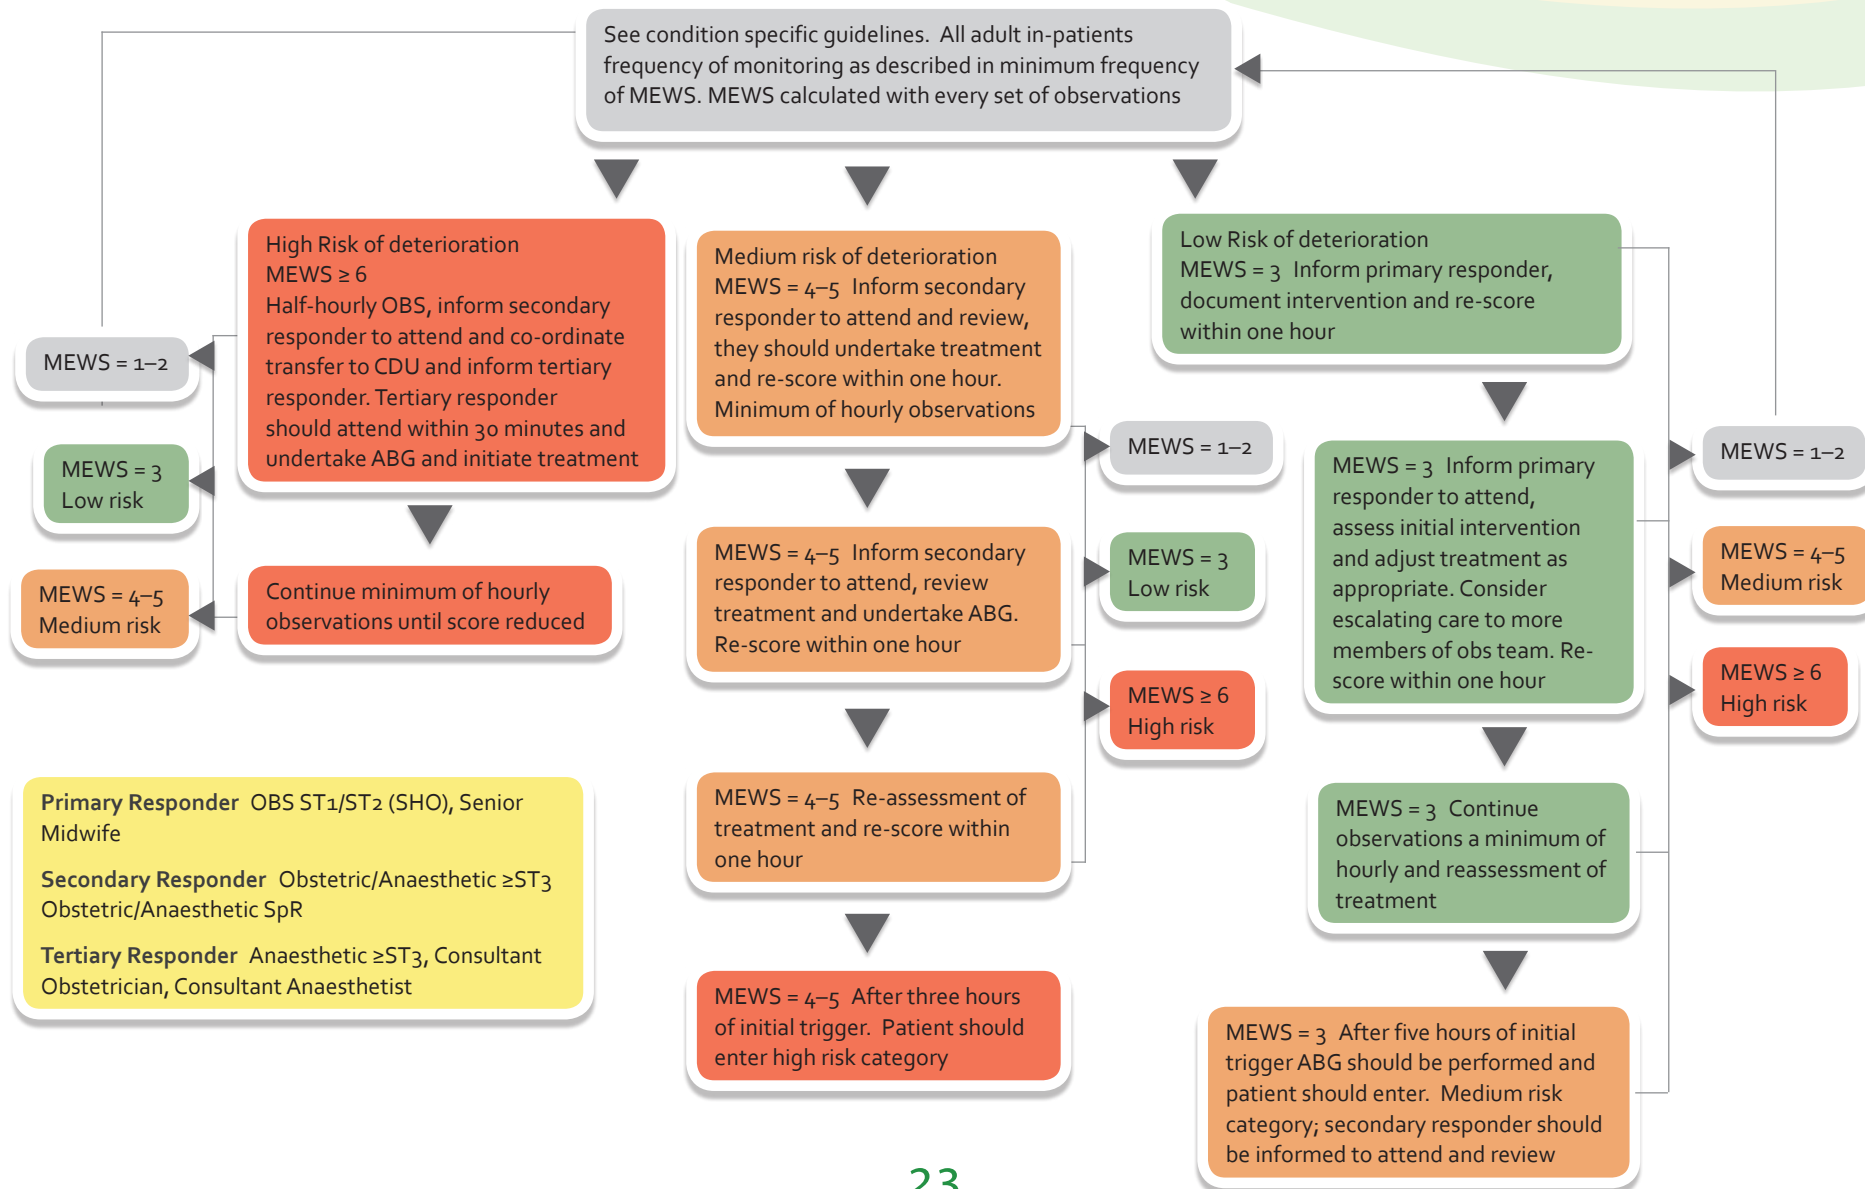 See condition specific guidelines. All adult in-patients
frequency of monitoring as described in minimum frequency
of MEWS. MEWS calculated with every set of observations
High Risk of deterioration
MEWS ≥ 6
Half-hourly OBS, inform secondary
responder to attend and co-ordinate
transfer to CDU and inform tertiary
responder. Tertiary responder
should attend within 30 minutes and
undertake ABG and initiate treatment
MEWS = 1–2
MEWS = 3
Low risk
MEWS = 4–5
Medium risk
Continue minimum of hourly
observations until score reduced
Medium risk of deterioration
MEWS = 4–5 Inform secondary
responder to attend and review,
they should undertake treatment
and re-score within one hour.
Minimum of hourly observations
MEWS = 4–5 Inform secondary
responder to attend, review
treatment and undertake ABG.
Re-score within one hour
MEWS = 4–5 Re-assessment of
treatment and re-score within
one hour
MEWS = 4–5 After three hours
of initial trigger. Patient should
enter high risk category
MEWS = 1–2
MEWS = 3
Low risk
MEWS ≥ 6
High risk
Low Risk of deterioration
MEWS = 3 Inform primary responder,
document intervention and re-score
within one hour
MEWS = 3 Inform primary
responder to attend,
assess initial intervention
and adjust treatment as
appropriate. Consider
escalating care to more
members of obs team. Re-
score within one hour
MEWS = 3 Continue
observations a minimum of
hourly and reassessment of
treatment
MEWS = 3 After five hours of initial
trigger ABG should be performed and
patient should enter. Medium risk
category; secondary responder should
be informed to attend and review
MEWS = 1–2
MEWS = 4–5
Medium risk
MEWS ≥ 6
High risk
Primary Responder OBS ST1/ST2 (SHO), Senior
Midwife
Secondary Responder Obstetric/Anaesthetic ≥ST3
Obstetric/Anaesthetic SpR
Tertiary Responder Anaesthetic ≥ST3, Consultant
Obstetrician, Consultant Anaesthetist
23